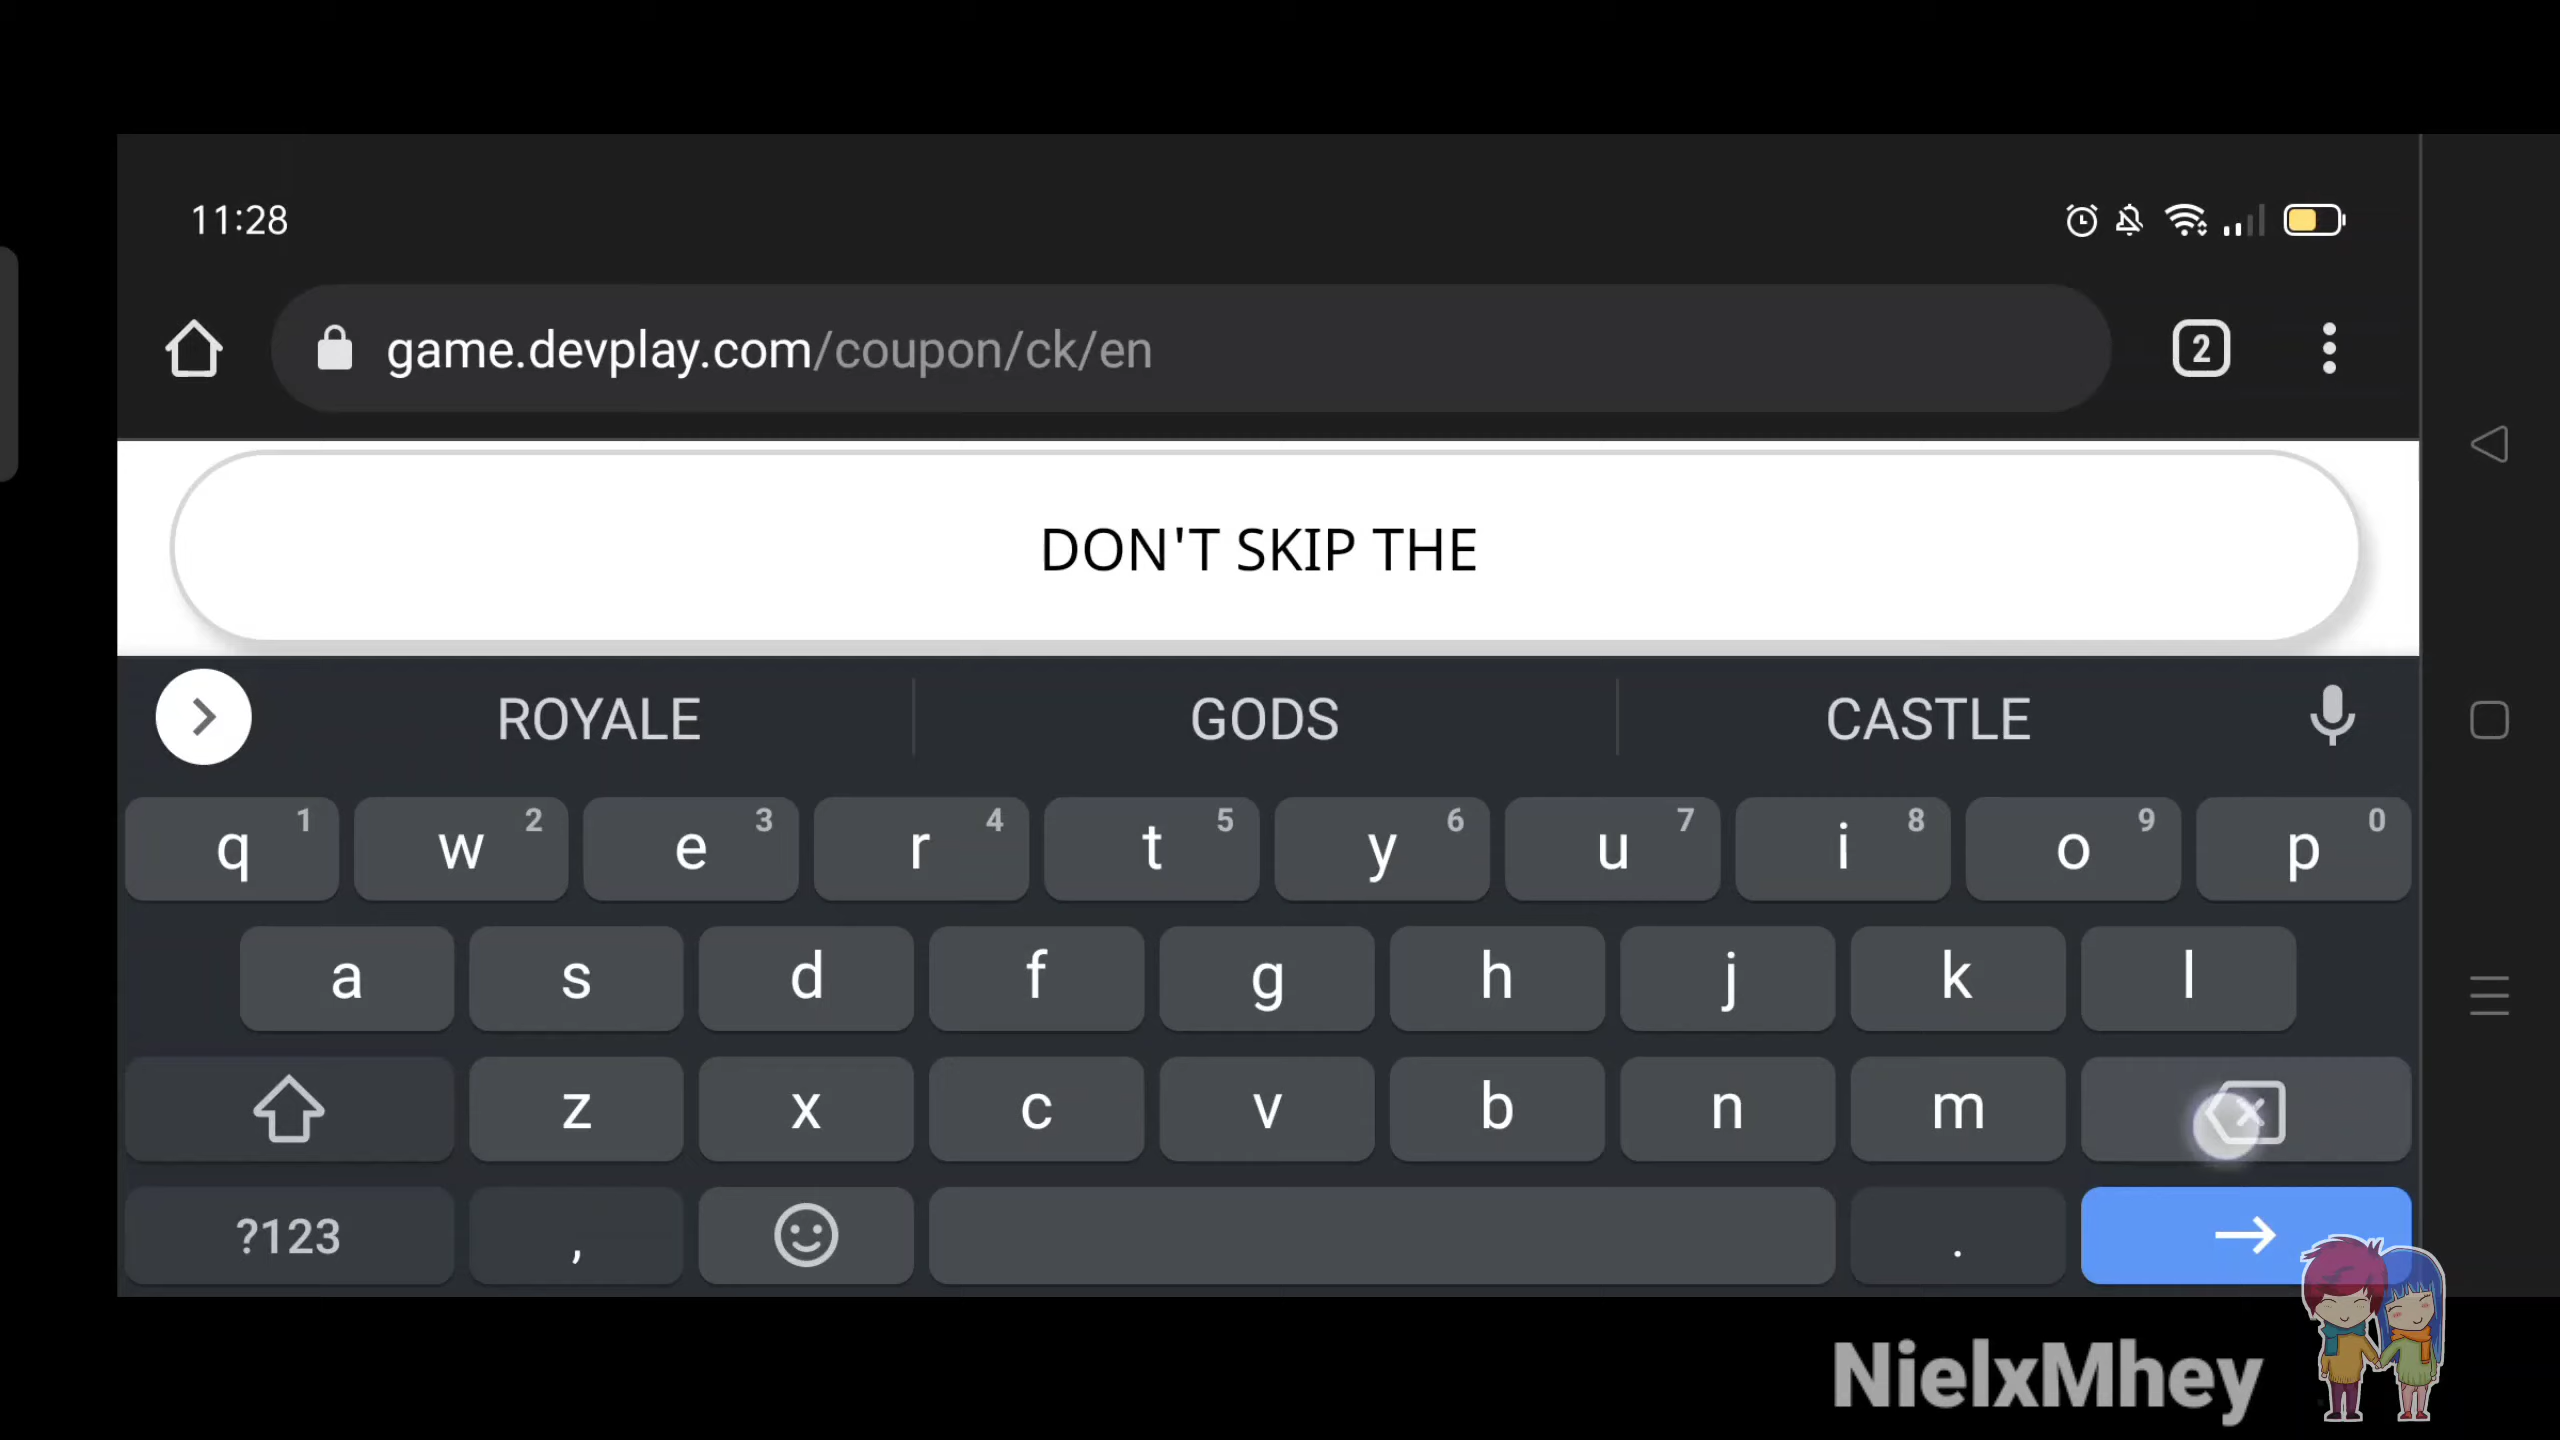 11:28
game.devplay.com/coupon/ck/en
2
DON'T SKIP THE
ROYALE GODS CASTLE
q 1 w 2 e 3 r 4 t 5 y 6 u 7 i 8 o 9 p 0
a s d f g h j k l
z x c v b n m
?123 , .
NielxMhey